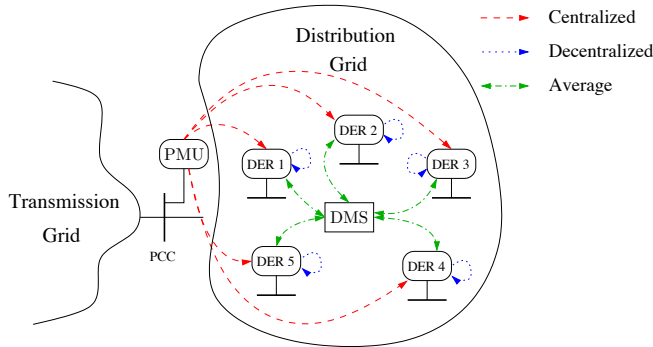 Centralized
Decentralized
Average
Distribution
Grid
DER 2
PMU
DER 1
DER 3
Transmission
Grid
DMS
PCC
DER 5
DER 4